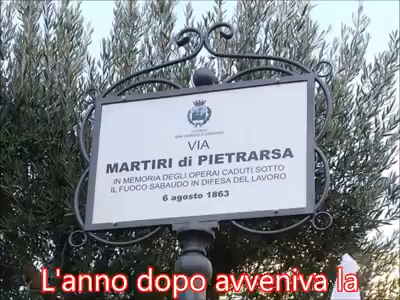 VIA
MARTIRI di PIETRARSA
IN MEMORIA DEGLI OPERAI CADUTI SOTTO
IL FUOCO SABAUDO IN DIFESA DEL LAVORO
6 agosto 1863
L'anno dopo avveniva la